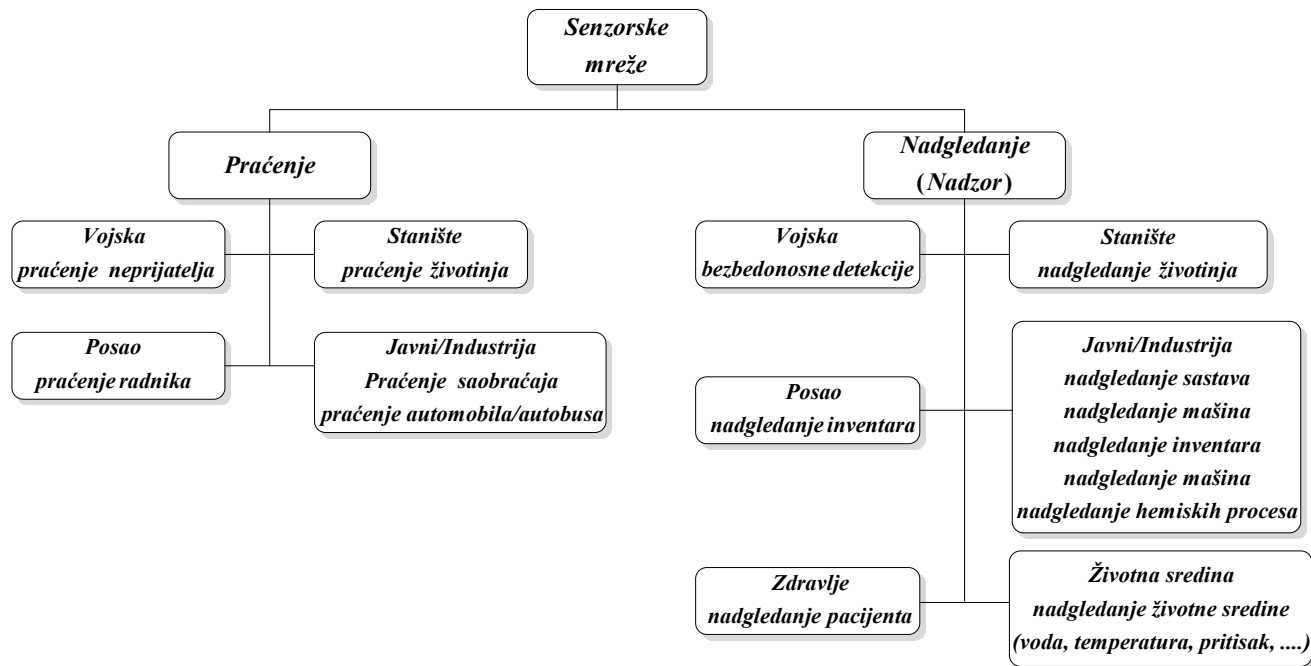 Senzorske
mreže
Praćenje
Nadgledanje
(Nadzor)
Vojska
praćenje neprijatelja
Stanište
praćenje životinja
Vojska
bezbedonosne detekcije
Stanište
nadgledanje životinja
Posao
praćenje radnika
Javni/Industrija
Praćenje saobraćaja
praćenje automobila/autobusa
Posao
nadgledanje inventara
Javni/Industrija
nadgledanje sastava
nadgledanje mašina
nadgledanje inventara
nadgledanje mašina
nadgledanje hemiskih procesa
Zdravlje
nadgledanje pacijenta
Životna sredina
nadgledanje životne sredine
(voda, temperatura, pritisak, ....)